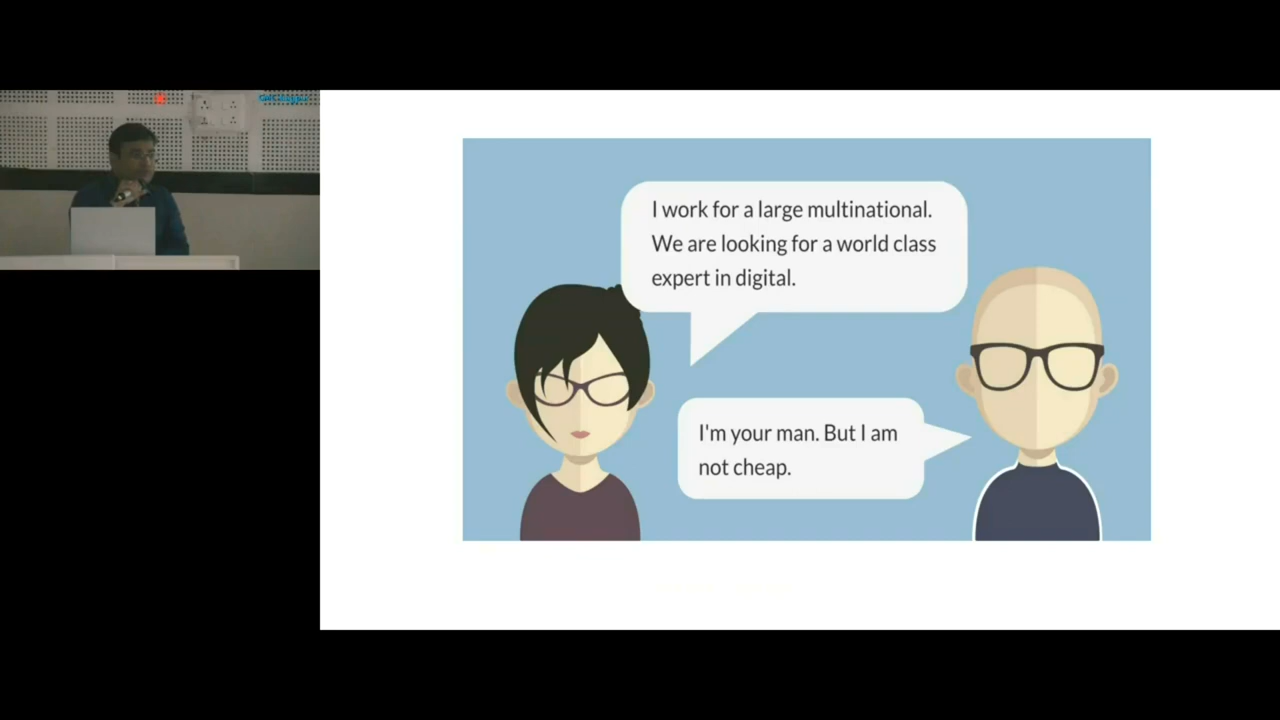 I work for a large multinational.
We are looking for a world class
expert in digital.
I'm your man. But I am
not cheap.